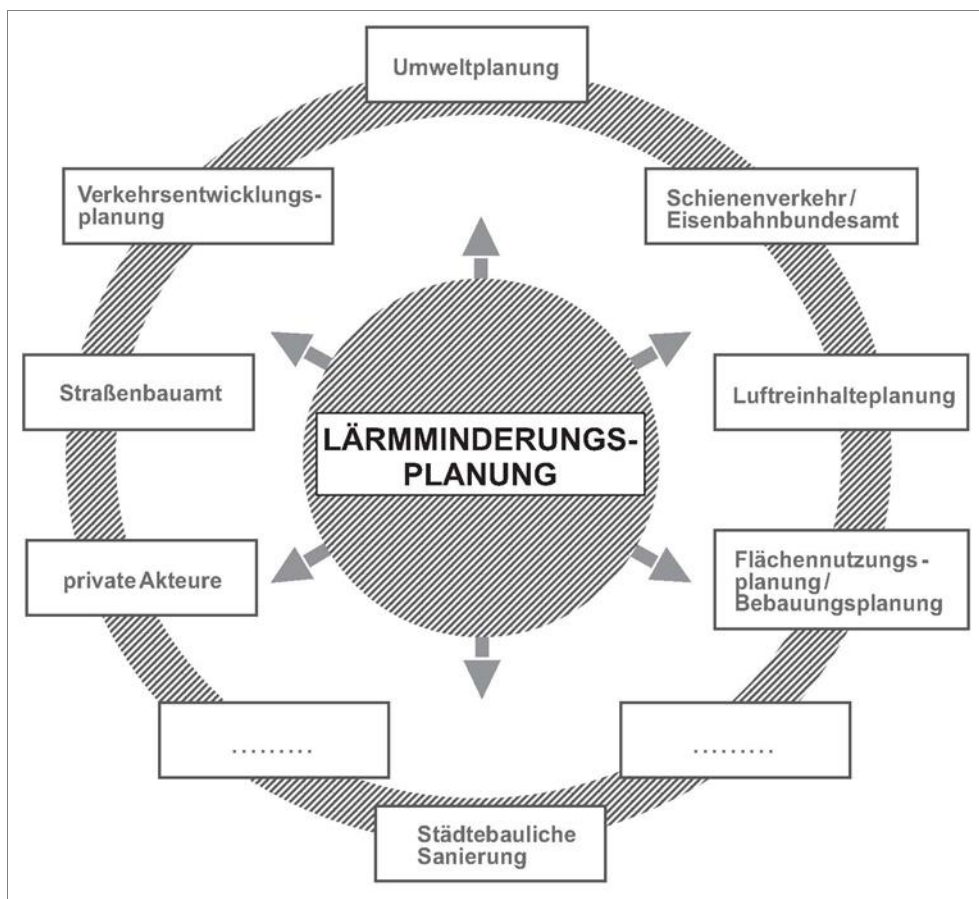 Umweltplanung
Verkehrsentwicklungs-
planung
Schienenverkehr /
Eisenbahnbundesamt
Straßenbauamt
Luftreinhalteplanung
LÄRMMINDERUNGS-
PLANUNG
private Akteure
Flächennutzungs -
planung /
Bebauungsplanung
.........
.........
Städtebauliche
Sanierung